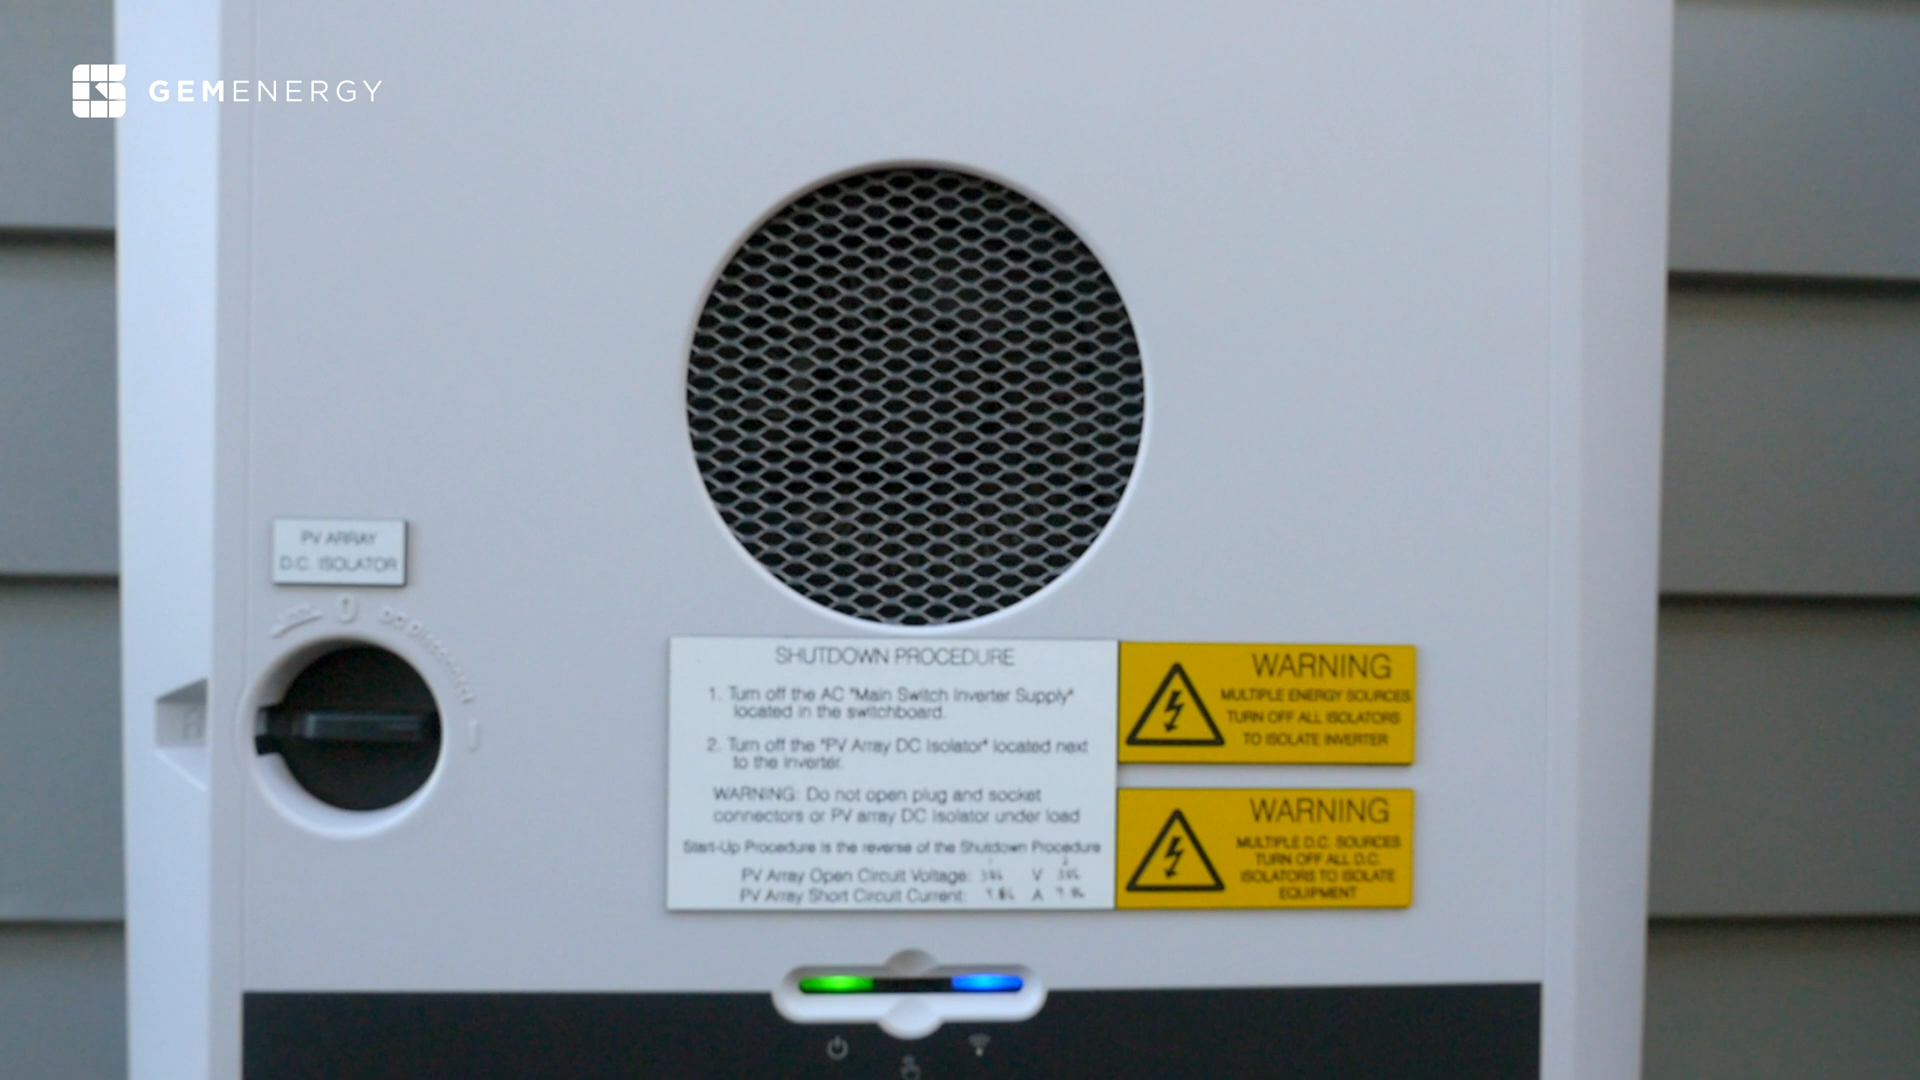 GEMENERGY
PV ARRAY
D.C. ISOLATOR
0
DC Disconnect
I
SHUTDOWN PROCEDURE
1. Turn off the AC "Main Switch Inverter Supply"
located in the switchboard.
2. Turn off the "PV Array DC Isolator" located next
to the inverter.
WARNING: Do not open plug and socket
connectors or PV array DC Isolator under load
Start-Up Procedure is the reverse of the Shutdown Procedure
PV Array Open Circuit Voltage: V
PV Array Short Circuit Current: A
WARNING
MULTIPLE ENERGY SOURCES
TURN OFF ALL ISOLATORS
TO ISOLATE INVERTER
WARNING
MULTIPLE D.C. SOURCES
TURN OFF ALL D.C.
ISOLATORS TO ISOLATE
EQUIPMENT